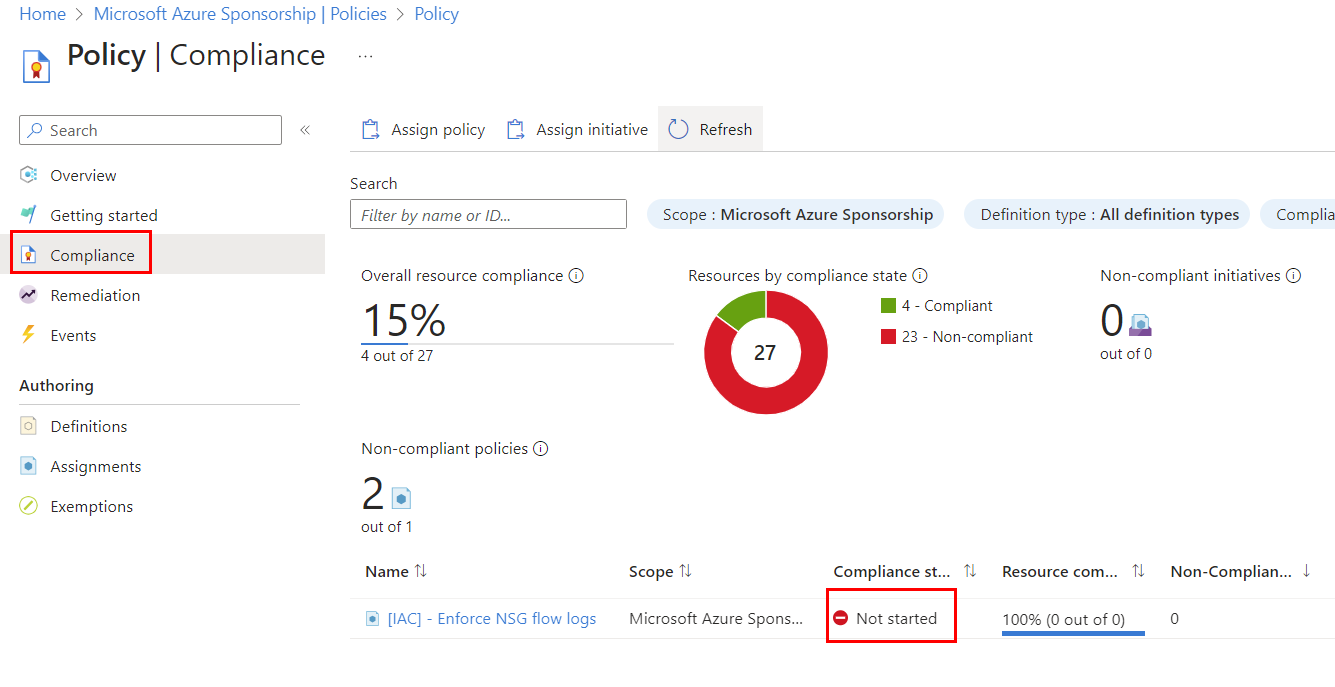 Home > Microsoft Azure Sponsorship | Policies > Policy
Policy | Compliance ...
Search «
Overview
Getting started
Compliance
Remediation
Events
Authoring
Definitions
Assignments
Exemptions
Assign policy Assign initiative Refresh
Search
Filter by name or ID... Scope : Microsoft Azure Sponsorship Definition type : All definition types Complia
Overall resource compliance
15%
4 out of 27
Resources by compliance state
27
4 - Compliant
23 - Non-compliant
Non-compliant initiatives
0
out of 0
Non-compliant policies
2
out of 1
Name Scope Compliance st... Resource com... Non-Complian...
[IAC] - Enforce NSG flow logs Microsoft Azure Spons... Not started 100% (0 out of 0) 0